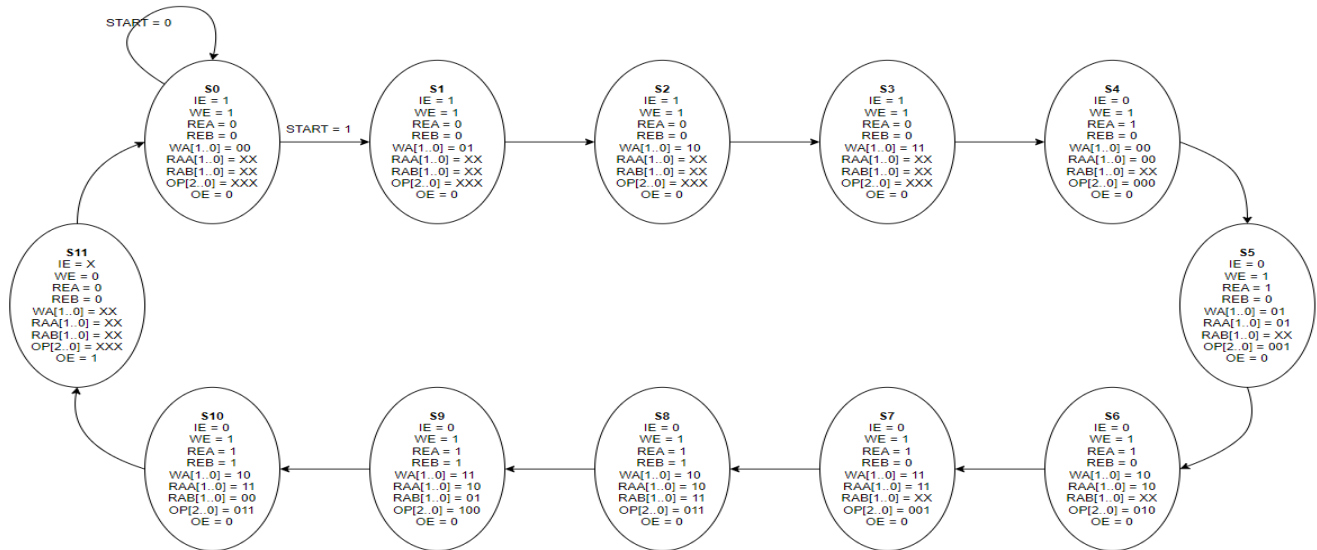 START = 0
S0
IE = 1
WE = 1
REA = 0
REB = 0
WA[1..0] = 00
RAA[1..0] = XX
RAB[1..0] = XX
OP[2..0] = XXX
OE = 0
START = 1
S1
IE = 1
WE = 1
REA = 0
REB = 0
WA[1..0] = 01
RAA[1..0] = XX
RAB[1..0] = XX
OP[2..0] = XXX
OE = 0
S2
IE = 1
WE = 1
REA = 0
REB = 0
WA[1..0] = 10
RAA[1..0] = XX
RAB[1..0] = XX
OP[2..0] = XXX
OE = 0
S3
IE = 1
WE = 1
REA = 0
REB = 0
WA[1..0] = 11
RAA[1..0] = XX
RAB[1..0] = XX
OP[2..0] = XXX
OE = 0
S4
IE = 0
WE = 1
REA = 1
REB = 0
WA[1..0] = 00
RAA[1..0] = 00
RAB[1..0] = XX
OP[2..0] = 000
OE = 0
S5
IE = 0
WE = 1
REA = 1
REB = 0
WA[1..0] = 01
RAA[1..0] = 01
RAB[1..0] = XX
OP[2..0] = 001
OE = 0
S6
IE = 0
WE = 1
REA = 1
REB = 0
WA[1..0] = 10
RAA[1..0] = 10
RAB[1..0] = XX
OP[2..0] = 010
OE = 0
S7
IE = 0
WE = 1
REA = 1
REB = 0
WA[1..0] = 11
RAA[1..0] = 11
RAB[1..0] = XX
OP[2..0] = 001
OE = 0
S8
IE = 0
WE = 1
REA = 1
REB = 1
WA[1..0] = 10
RAA[1..0] = 10
RAB[1..0] = 11
OP[2..0] = 011
OE = 0
S9
IE = 0
WE = 1
REA = 1
REB = 1
WA[1..0] = 11
RAA[1..0] = 10
RAB[1..0] = 01
OP[2..0] = 100
OE = 0
S10
IE = 0
WE = 1
REA = 1
REB = 1
WA[1..0] = 10
RAA[1..0] = 11
RAB[1..0] = 00
OP[2..0] = 011
OE = 0
S11
IE = X
WE = 0
REA = 0
REB = 0
WA[1..0] = XX
RAA[1..0] = XX
RAB[1..0] = XX
OP[2..0] = XXX
OE = 1